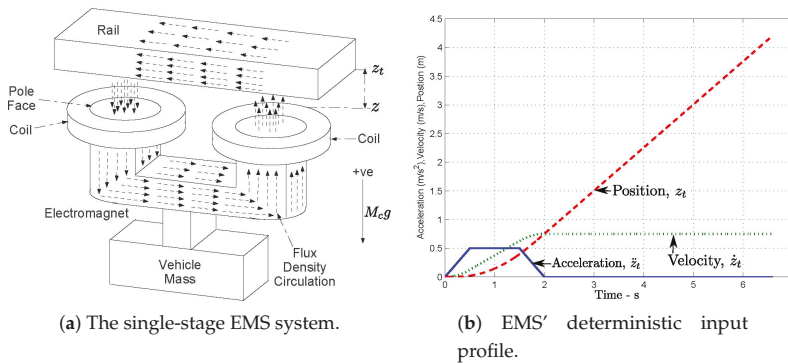 Rail
z_t
z
Pole
Face
Coil
Coil
+ve
M_c g
Electromagnet
Vehicle
Mass
Flux
Density
Circulation
(a) The single-stage EMS system.
Acceleration (m/s²),Velocity (m/s),Postion (m)
4.5
4
3.5
3
2.5
2
1.5
1
0.5
0
0
1
2
3
4
5
6
Position, z_t
Acceleration, z̈_t
Velocity, ż_t
Time - s
(b) EMS' deterministic input
profile.